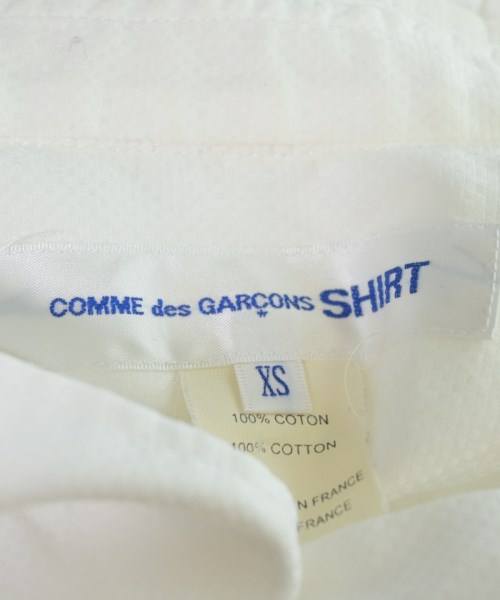 COMME des GARÇONS SHIRT
XS
100% COTON
100% COTTON
N FRANCE
FRANCE